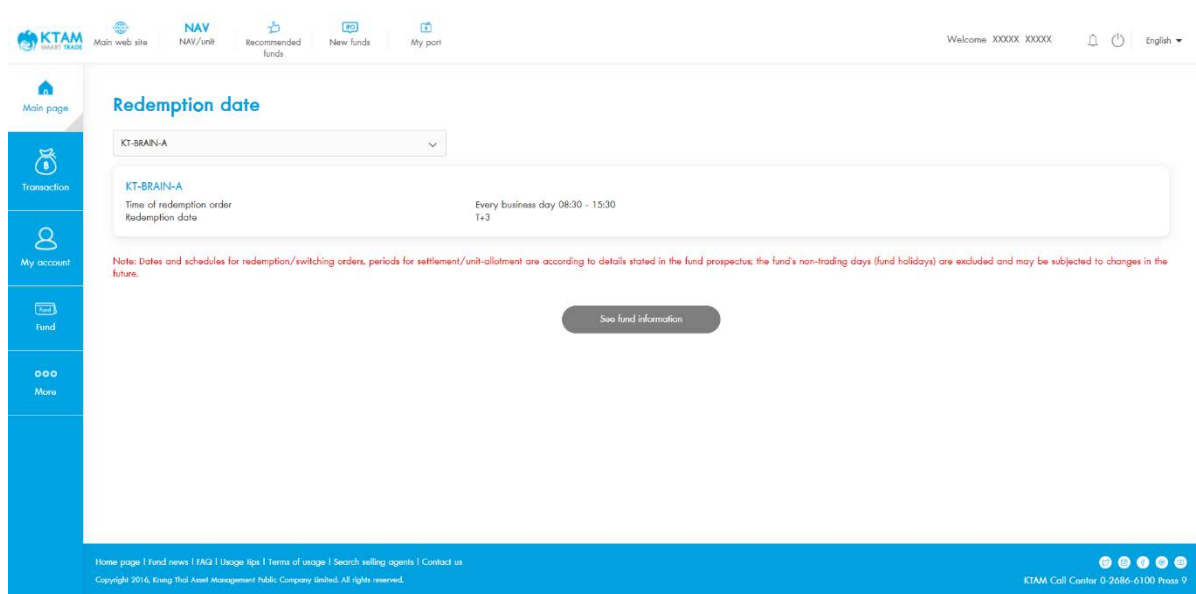 KTAM
SMART TRADE
Main web site
NAV
NAV/unit
Recommended
funds
IPO
New funds
My port
Welcome XXXXX XXXXX
English
Main page
Transaction
My account
Fund
Fund
More
Redemption date
KT-BRAIN-A
KT-BRAIN-A
Time of redemption order Every business day 08:30 - 15:30
Redemption date T+3
Note: Dates and schedules for redemption/switching orders, periods for settlement/unit-allotment are according to details stated in the fund prospectus; the fund's non-trading days (fund holidays) are excluded and may be subjected to changes in the
future.
See fund information
Home page | Fund news | FAQ | Usage tips | Terms of usage | Search selling agents | Contact us
Copyright 2016, Krung Thai Asset Management Public Company Limited. All rights reserved.
KTAM Call Center 0-2686-6100 Press 9